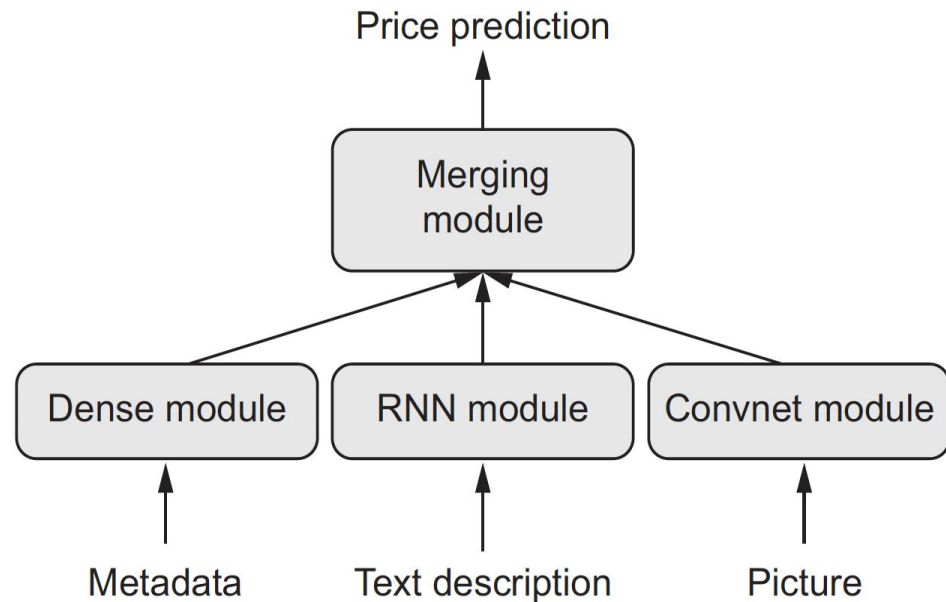 Price prediction
Merging
module
Dense module
RNN module
Convnet module
Metadata
Text description
Picture